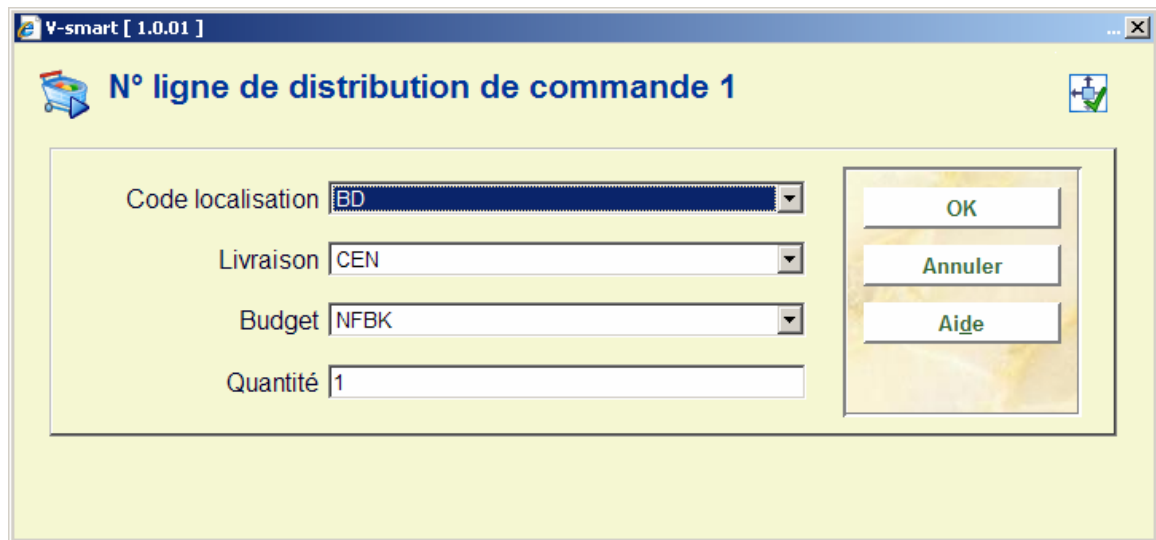 V-smart [ 1.0.01 ]
...
N° ligne de distribution de commande 1
Code localisation BD
Livraison CEN
Budget NFBK
Quantité 1
OK
Annuler
Aide